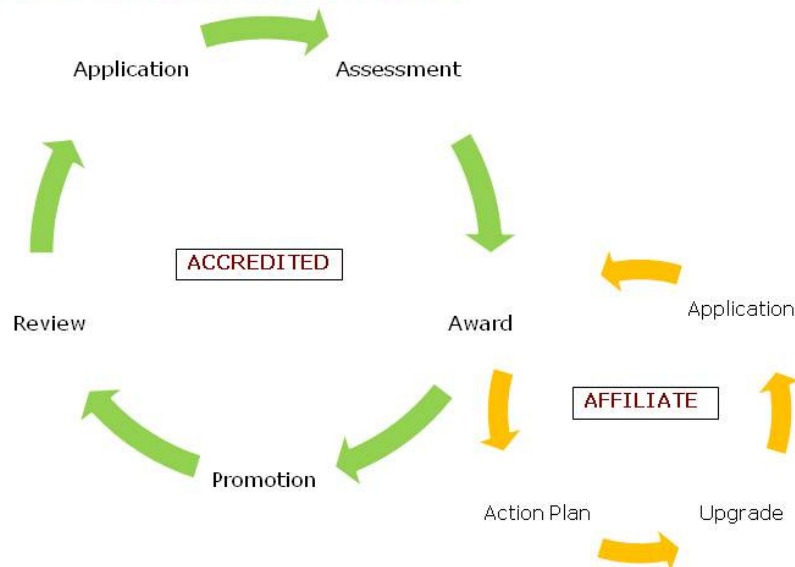 Application
Assessment
ACCREDITED
Review
Award
Application
AFFILIATE
Promotion
Action Plan
Upgrade